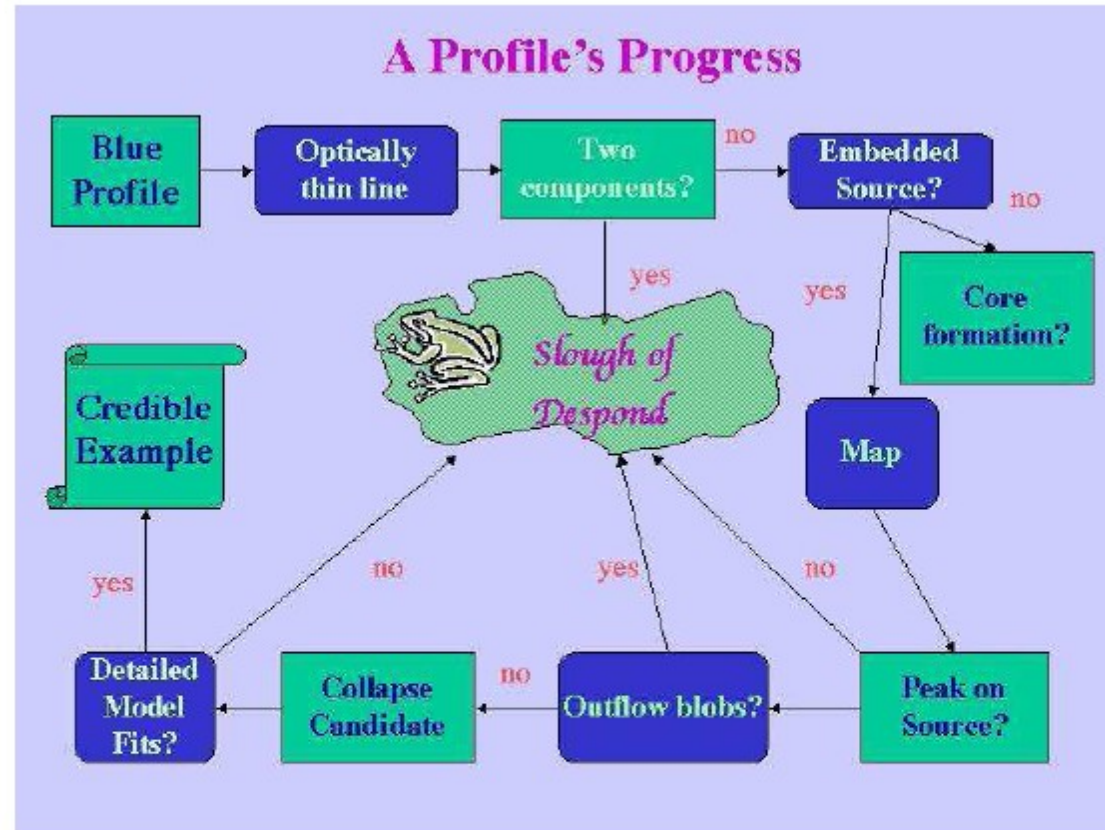 A Profile's Progress
Blue
Profile
Optically
thin line
Two
components?
no
Embedded
Source?
no
yes
yes
Core
formation?
Slough of
Despond
Credible
Example
Map
yes
no
yes
no
Detailed
Model
Fits?
Collapse
Candidate
no
Outflow blobs?
Peak on
Source?